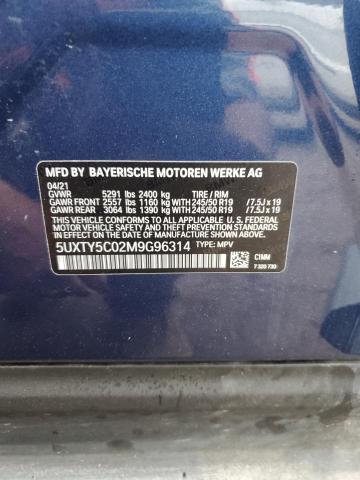 MFD BY BAYERISCHE MOTOREN WERKE AG
04/21
GVWR 5291 lbs 2400 kg TIRE / RIM
GAWR FRONT 2557 lbs 1160 kg WITH 245/50 R19 / 7.5J x 19
GAWR REAR 3064 lbs 1390 kg WITH 245/50 R19 / 7.5J x 19
THIS VEHICLE CONFORMS TO ALL APPLICABLE U. S. FEDERAL
MOTOR VEHICLE SAFETY, BUMPER, AND THEFT PREVENTION
STANDARDS IN EFFECT ON THE DATE OF
MANUFACTURE SHOWN ABOVE.
5UXTY5C02M9G96314 TYPE: MPV
C1MM
7 320 730